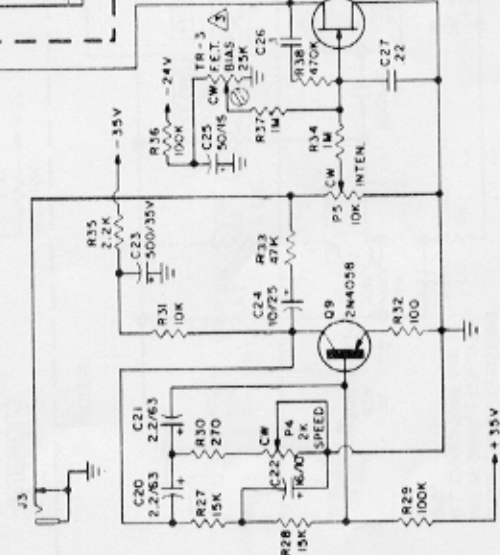 TR-3
F.E.T.
BIAS
25K
CW
3
-24V
R36
100K
C25
50/15
C26
R38
470K
C27
.22
R37
1M
R34
1M
CW
INTEN.
P5
10K
-35V
R35
2.2K
C23
500/35V
R31
10K
R33
47K
C24
10/25
Q9
2N4058
R32
100
C21
2.2/63
R30
270
CW
P4
2K
SPEED
C22
16/10
C20
2.2/63
R27
15K
R28
15K
R29
100K
+35V
J3